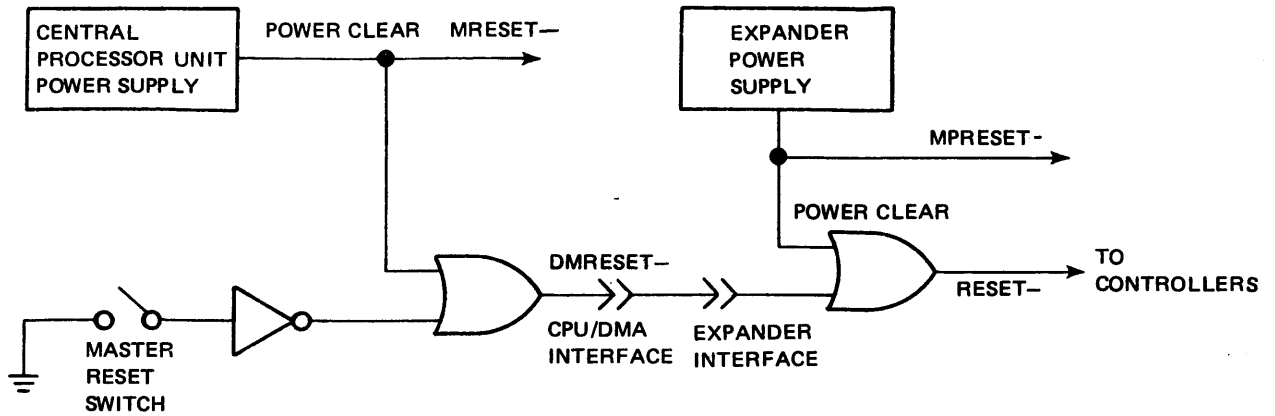 CENTRAL
PROCESSOR UNIT
POWER SUPPLY
POWER CLEAR
MRESET—
EXPANDER
POWER
SUPPLY
MPRESET-
POWER CLEAR
DMRESET—
TO
CONTROLLERS
RESET—
CPU/DMA
INTERFACE
EXPANDER
INTERFACE
MASTER
RESET
SWITCH